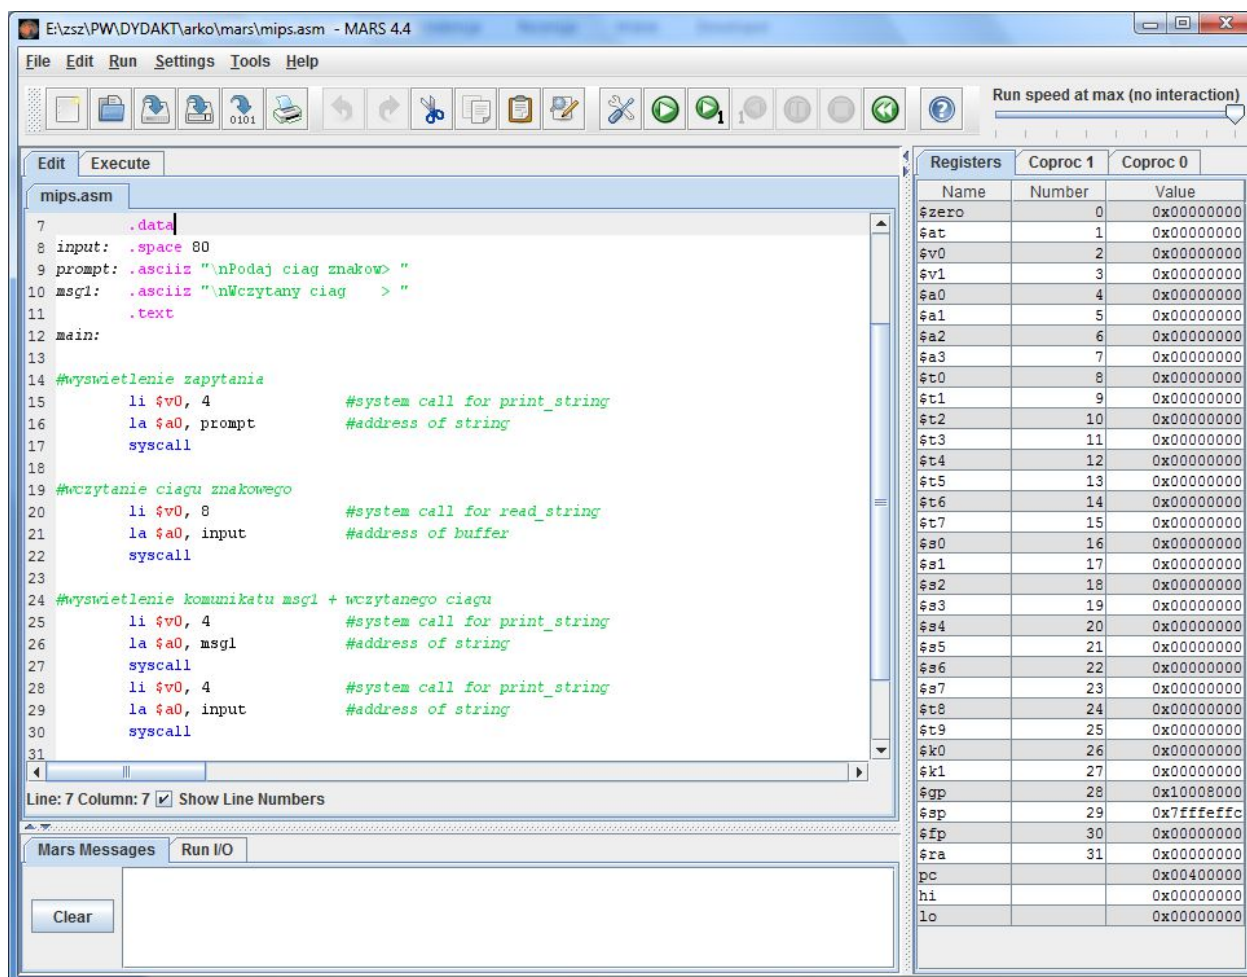 E:\zsz\PW\DYDAKT\arko\mars\mips.asm - MARS 4.4
File Edit Run Settings Tools Help
Run speed at max (no interaction)
Edit Execute
mips.asm
7 .data
8 input: .space 80
9 prompt: .asciiz "\nPodaj ciag znakow> "
10 msg1: .asciiz "\nWczytany ciag    > "
11 .text
12 main:
13
14 #wyswietlenie zapytania
15 li $v0, 4 #system call for print_string
16 la $a0, prompt #address of string
17 syscall
18
19 #wczytanie ciagu znakowego
20 li $v0, 8 #system call for read_string
21 la $a0, input #address of buffer
22 syscall
23
24 #wyswietlenie komunikatu msg1 + wczytanego ciagu
25 li $v0, 4 #system call for print_string
26 la $a0, msg1 #address of string
27 syscall
28 li $v0, 4 #system call for print_string
29 la $a0, input #address of string
30 syscall
31
Line: 7 Column: 7 Show Line Numbers
Mars Messages Run I/O
Clear
Registers Coproc 1 Coproc 0
Name Number Value
$zero 0 0x00000000
$at 1 0x00000000
$v0 2 0x00000000
$v1 3 0x00000000
$a0 4 0x00000000
$a1 5 0x00000000
$a2 6 0x00000000
$a3 7 0x00000000
$t0 8 0x00000000
$t1 9 0x00000000
$t2 10 0x00000000
$t3 11 0x00000000
$t4 12 0x00000000
$t5 13 0x00000000
$t6 14 0x00000000
$t7 15 0x00000000
$s0 16 0x00000000
$s1 17 0x00000000
$s2 18 0x00000000
$s3 19 0x00000000
$s4 20 0x00000000
$s5 21 0x00000000
$s6 22 0x00000000
$s7 23 0x00000000
$t8 24 0x00000000
$t9 25 0x00000000
$k0 26 0x00000000
$k1 27 0x00000000
$gp 28 0x10008000
$sp 29 0x7fffeffc
$fp 30 0x00000000
$ra 31 0x00000000
pc 0x00400000
hi 0x00000000
lo 0x00000000